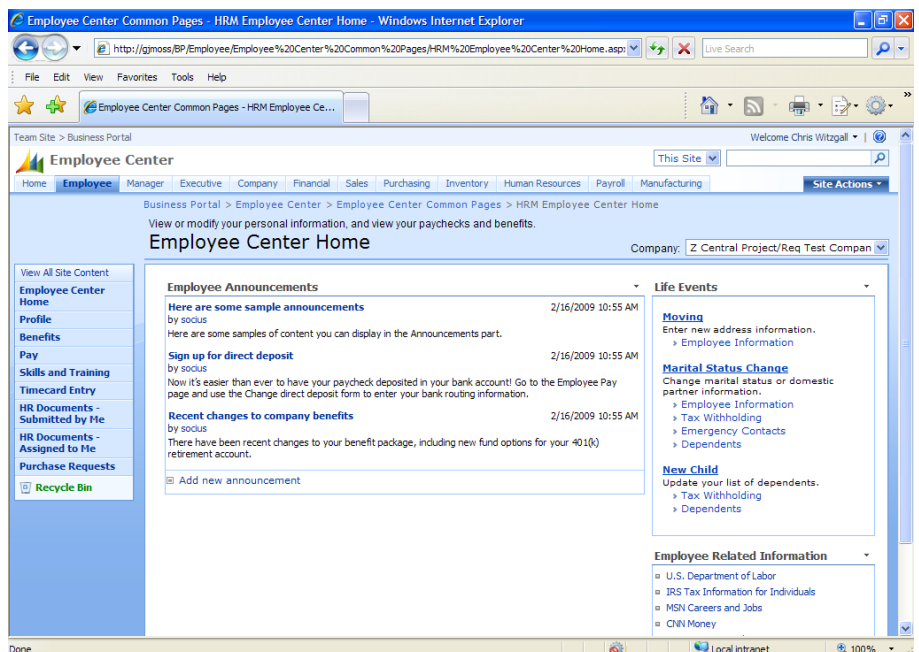 Employee Center Common Pages - HRM Employee Center Home - Windows Internet Explorer
http://gjmoss/BP/Employee/Employee%20Center%20Common%20Pages/HRM%20Employee%20Center%20Home.asp
Live Search
File Edit View Favorites Tools Help
Employee Center Common Pages - HRM Employee Ce...
Team Site > Business Portal
Welcome Chris Witzgall
Employee Center
This Site
Home Employee Manager Executive Company Financial Sales Purchasing Inventory Human Resources Payroll Manufacturing
Site Actions
Business Portal > Employee Center > Employee Center Common Pages > HRM Employee Center Home
View or modify your personal information, and view your paychecks and benefits.
Employee Center Home
Company: Z Central Project/Req Test Compan
View All Site Content
Employee Center
Home
Profile
Benefits
Pay
Skills and Training
Timecard Entry
HR Documents -
Submitted by Me
HR Documents -
Assigned to Me
Purchase Requests
Recycle Bin
Employee Announcements
Here are some sample announcements 2/16/2009 10:55 AM
by socius
Here are some samples of content you can display in the Announcements part.
Sign up for direct deposit 2/16/2009 10:55 AM
by socius
Now it's easier than ever to have your paycheck deposited in your bank account! Go to the Employee Pay
page and use the Change direct deposit form to enter your bank routing information.
Recent changes to company benefits 2/16/2009 10:55 AM
by socius
There have been recent changes to your benefit package, including new fund options for your 401(k)
retirement account.
Add new announcement
Life Events
Moving
Enter new address information.
Employee Information
Marital Status Change
Change marital status or domestic
partner information.
Employee Information
Tax Withholding
Emergency Contacts
Dependents
New Child
Update your list of dependents.
Tax Withholding
Dependents
Employee Related Information
U.S. Department of Labor
IRS Tax Information for Individuals
MSN Careers and Jobs
CNN Money
Done
Local intranet
100%